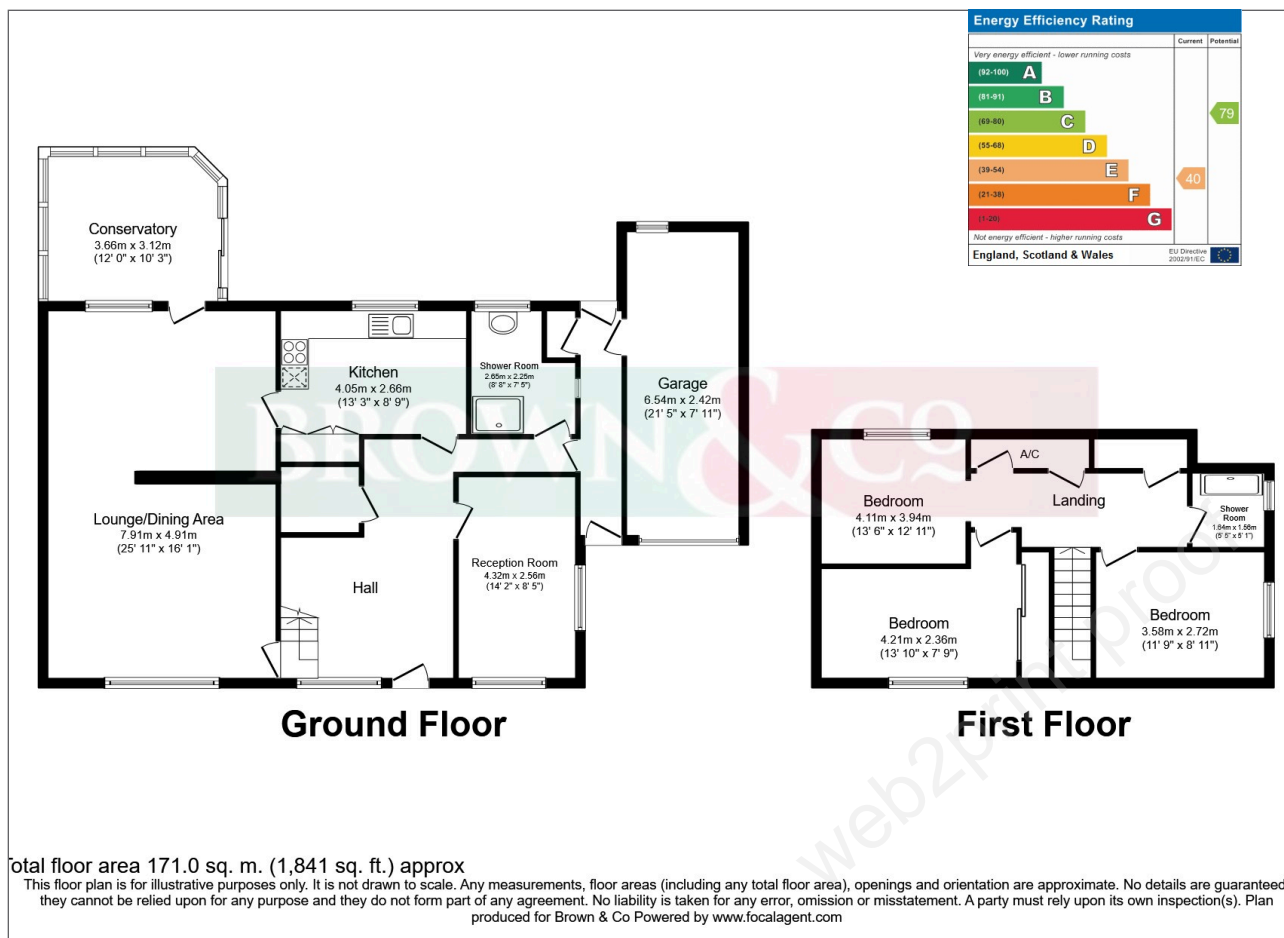 Energy Efficiency Rating
Current Potential
Very energy efficient - lower running costs
(92-100) A
(81-91) B
79
(69-80) C
(55-68) D
(39-54) E
40
(21-38) F
(1-20) G
Not energy efficient - higher running costs
England, Scotland & Wales
EU Directive
2002/91/EC
Conservatory
3.66m x 3.12m
(12' 0" x 10' 3")
Kitchen
4.05m x 2.66m
(13' 3" x 8' 9")
Shower Room
2.65m x 2.25m
(8' 8" x 7' 5")
Garage
6.54m x 2.42m
(21' 5" x 7' 11")
BROWN&CO
Lounge/Dining Area
7.91m x 4.91m
(25' 11" x 16' 1")
Hall
Reception Room
4.32m x 2.56m
(14' 2" x 8' 5")
A/C
Landing
Bedroom
4.11m x 3.94m
(13' 6" x 12' 11")
Shower
Room
1.64m x 1.56m
(5' 5" x 5' 1")
Bedroom
4.21m x 2.36m
(13' 10" x 7' 9")
Bedroom
3.58m x 2.72m
(11' 9" x 8' 11")
Ground Floor
First Floor
web2print proof
otal floor area 171.0 sq. m. (1,841 sq. ft.) approx
This floor plan is for illustrative purposes only. It is not drawn to scale. Any measurements, floor areas (including any total floor area), openings and orientation are approximate. No details are guaranteed
they cannot be relied upon for any purpose and they do not form part of any agreement. No liability is taken for any error, omission or misstatement. A party must rely upon its own inspection(s). Plan
produced for Brown & Co Powered by www.focalagent.com